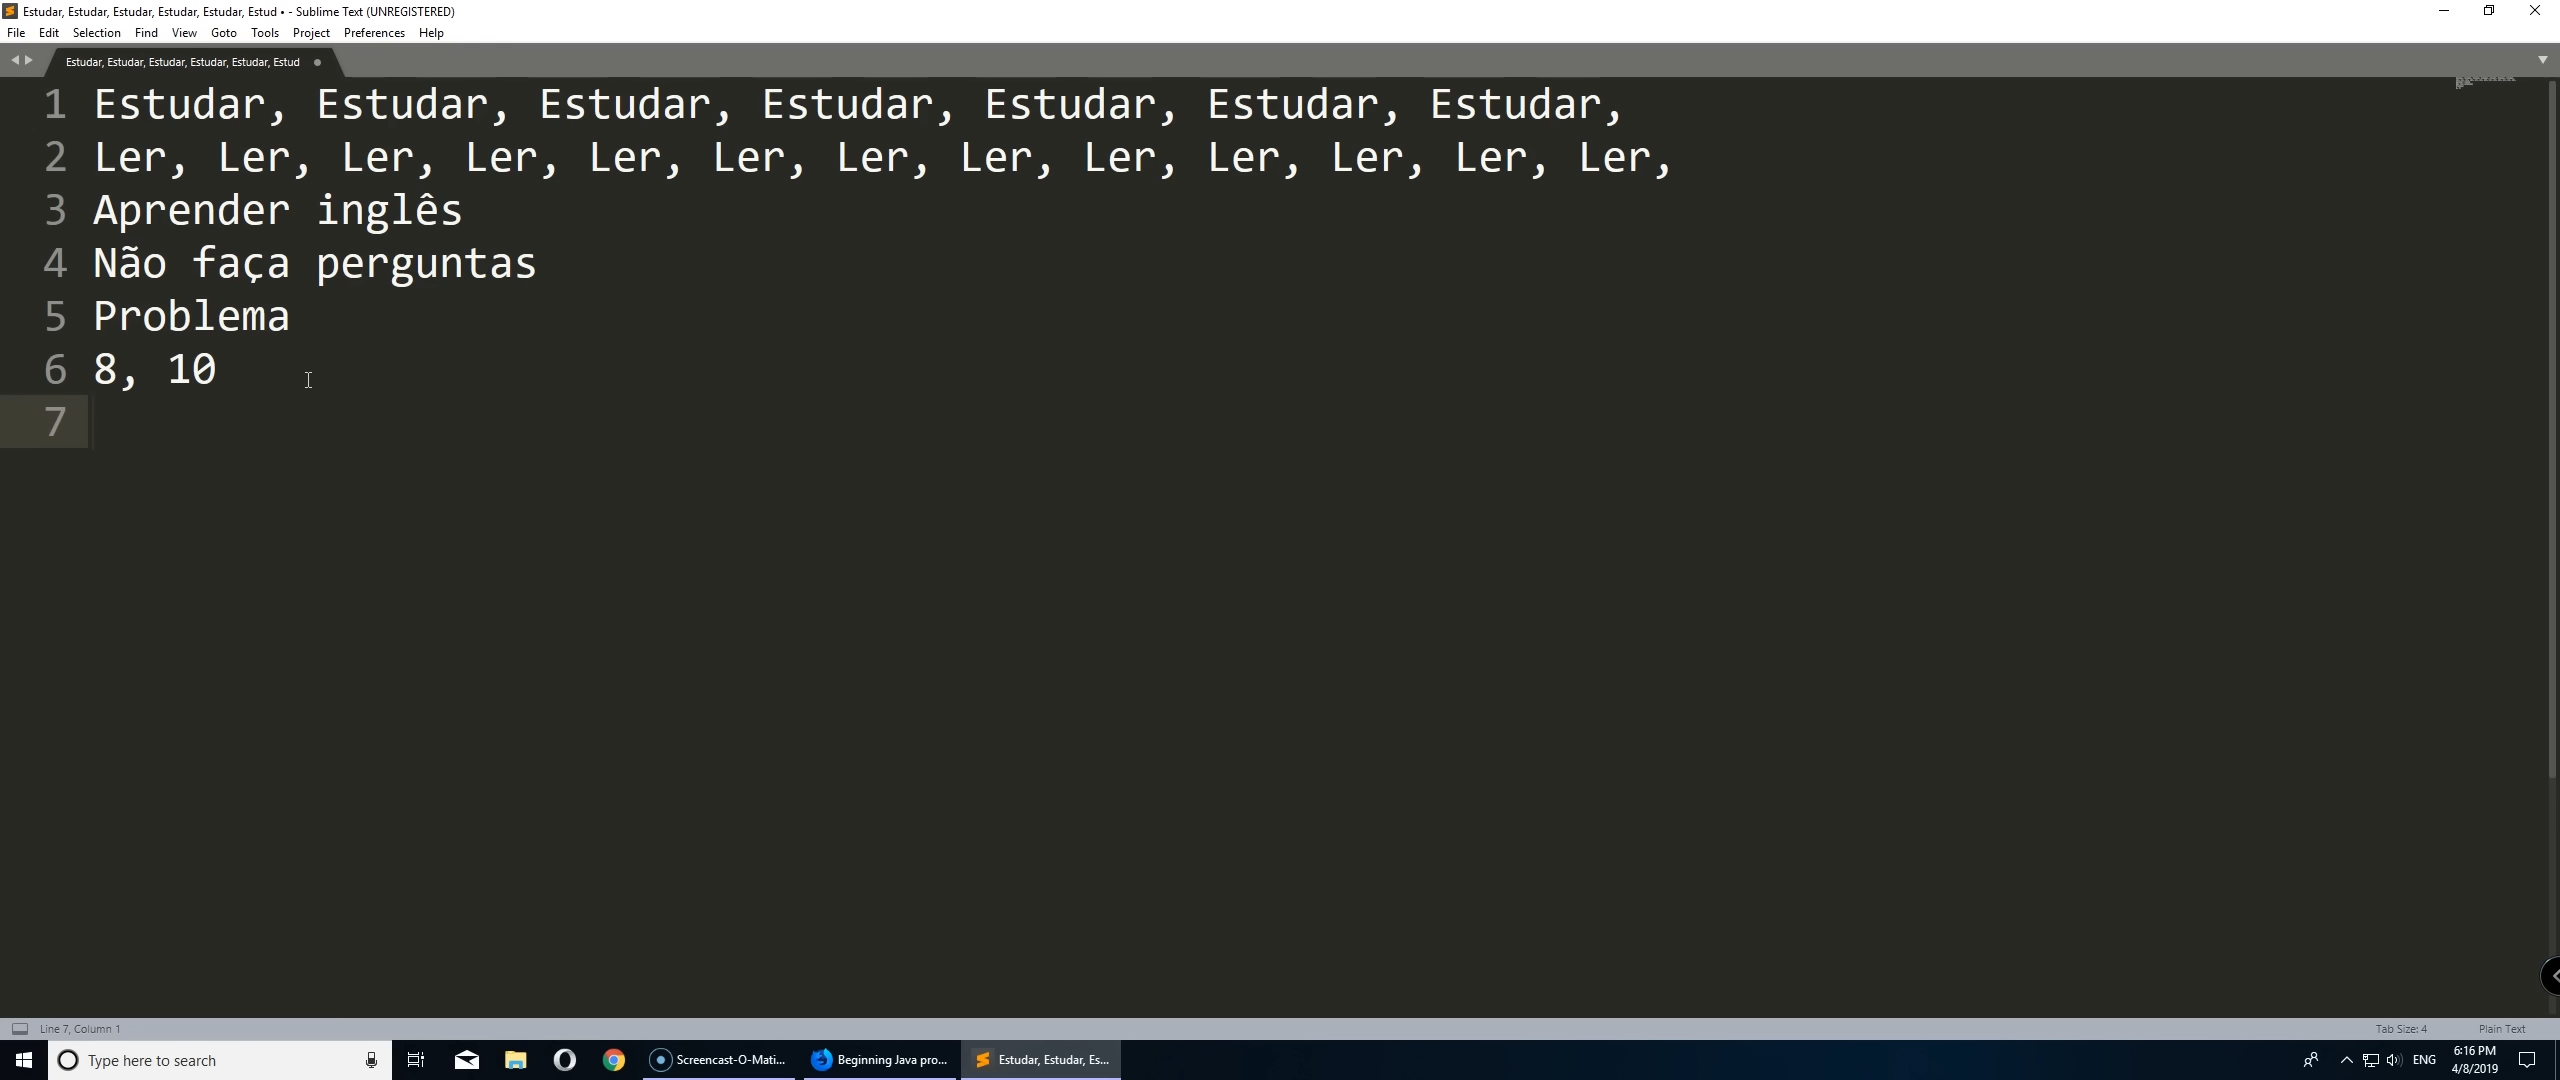 Estudar, Estudar, Estudar, Estudar, Estudar, Estud • - Sublime Text (UNREGISTERED)
File Edit Selection Find View Goto Tools Project Preferences Help
Estudar, Estudar, Estudar, Estudar, Estudar, Estud
1 Estudar, Estudar, Estudar, Estudar, Estudar, Estudar, Estudar,
2 Ler, Ler, Ler, Ler, Ler, Ler, Ler, Ler, Ler, Ler, Ler, Ler, Ler,
3 Aprender inglês
4 Não faça perguntas
5 Problema
6 8, 10
7
Line 7, Column 1 Tab Size: 4 Plain Text
Type here to search Screencast-O-Mati... Beginning Java pro... Estudar, Estudar, Es... ENG 6:16 PM
4/8/2019